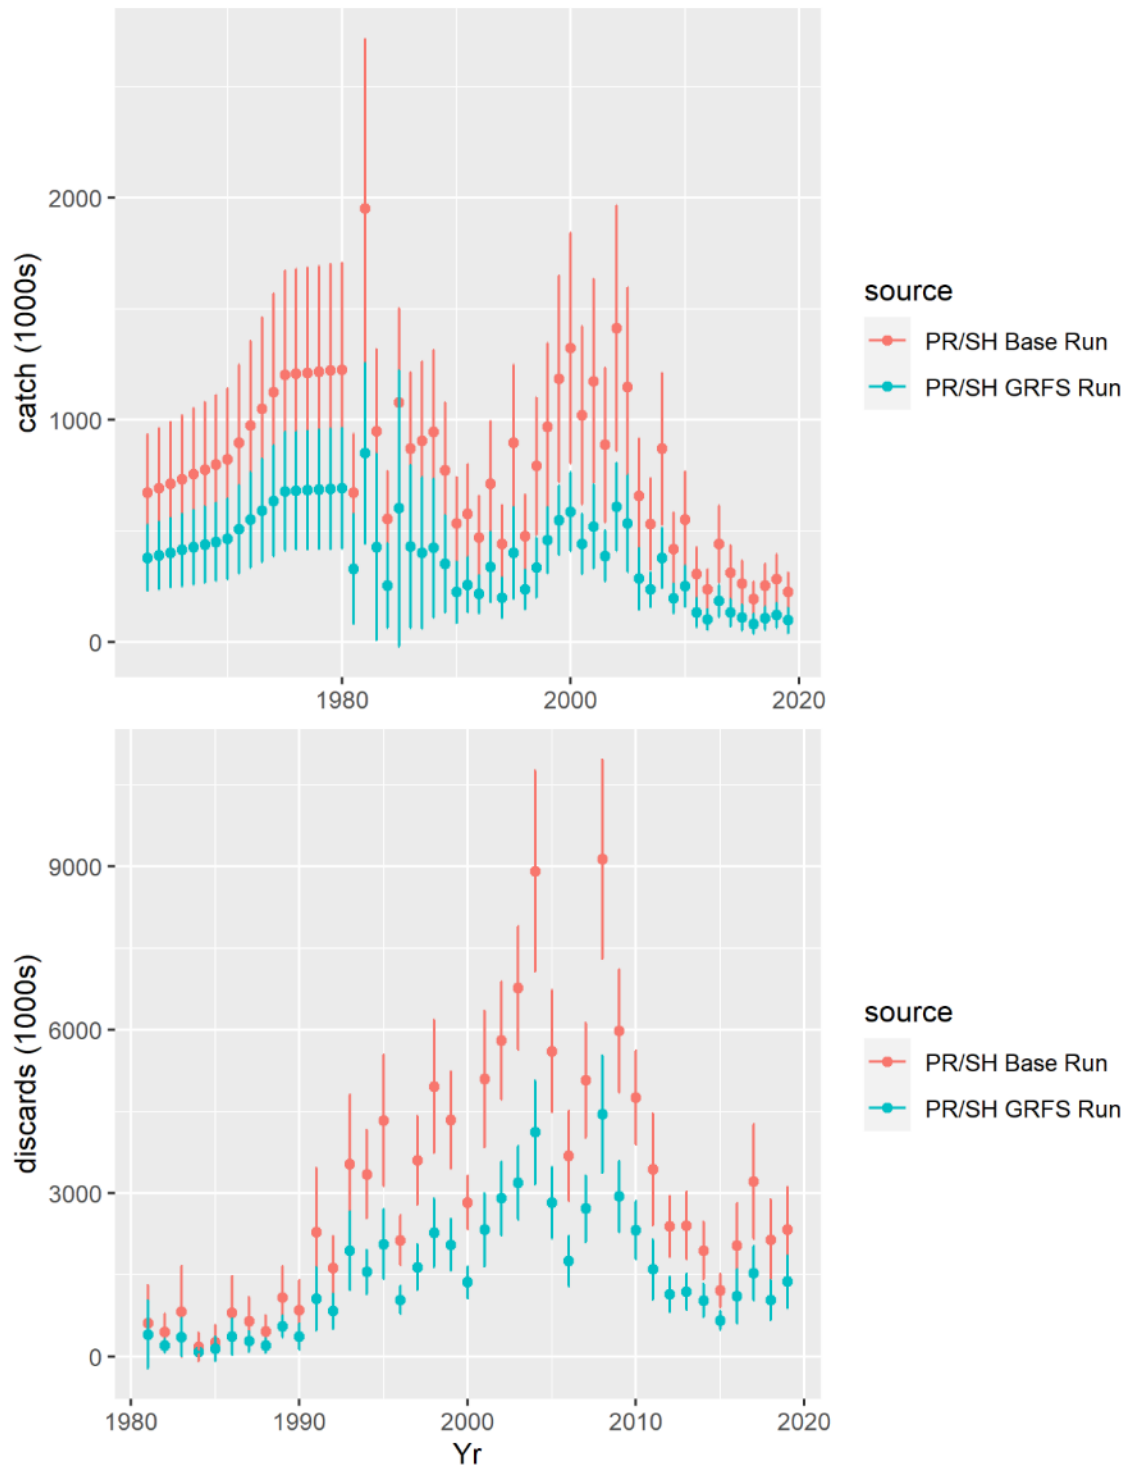 catch (1000s)
2000
1000
0
1980
2000
2020
source
PR/SH Base Run
PR/SH GRFS Run
discards (1000s)
9000
6000
3000
0
1980
1990
2000
2010
2020
Yr
source
PR/SH Base Run
PR/SH GRFS Run